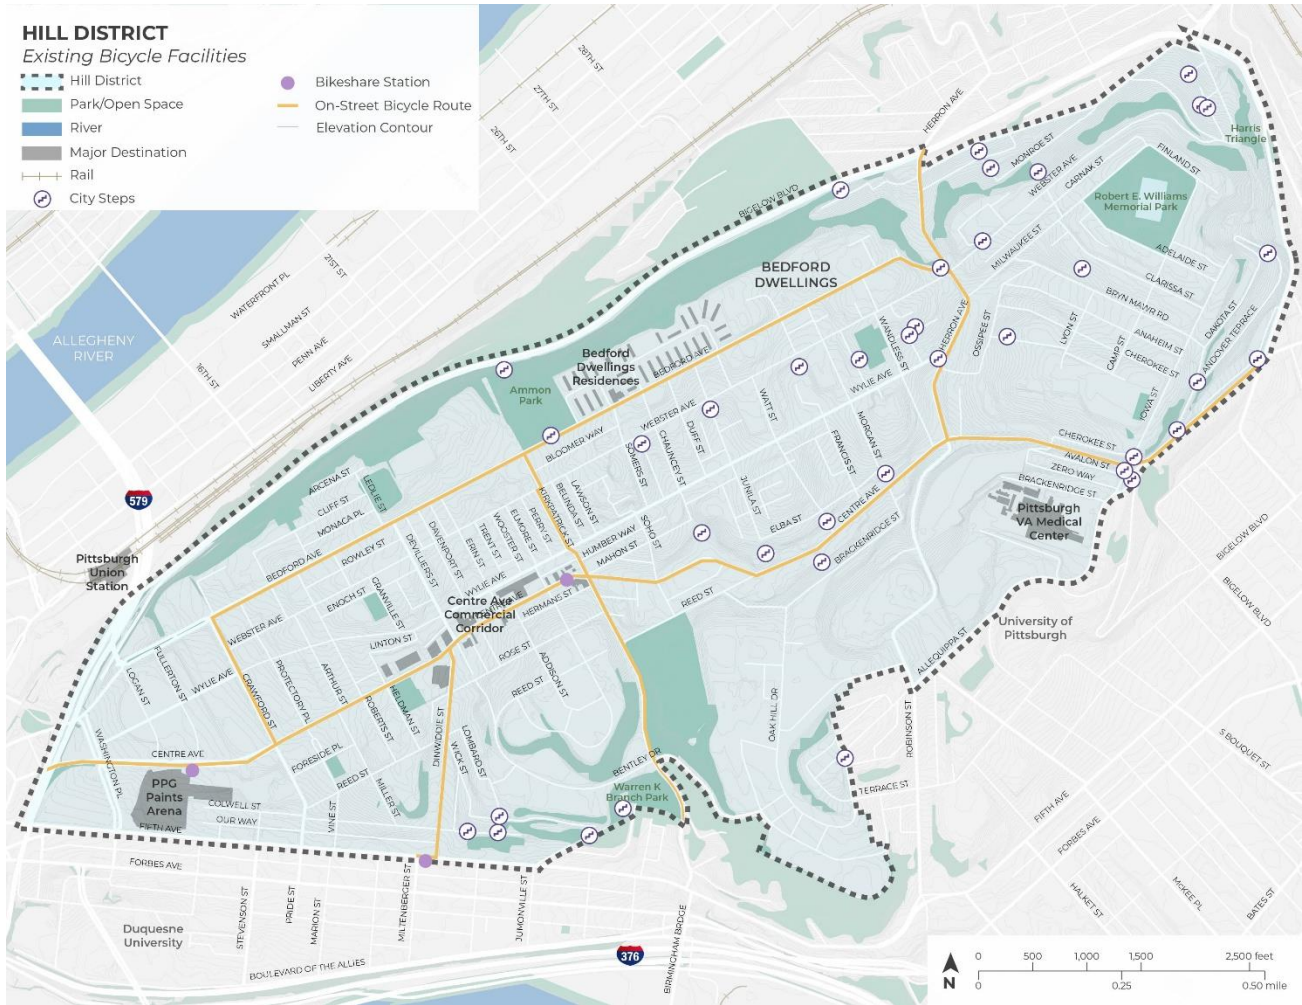 HILL DISTRICT
Existing Bicycle Facilities
Hill District
Park/Open Space
River
Major Destination
Rail
City Steps
Bikeshare Station
On-Street Bicycle Route
Elevation Contour
28TH ST
27TH ST
26TH ST
HERRON AVE
Harris
Triangle
MONROE ST
WEBSTER AVE
CARNAK ST
FINLAND ST
Robert E. Williams
Memorial Park
BIGELOW BLVD
MILWAUKEE ST
ADELAIDE ST
CLARISSA ST
BRYN MAWR RD
DAKOTA ST
ANDOVER TERRACE
ANAHEIM ST
CHEROKEE ST
CAMP ST
LYON ST
OSSIPEE ST
HERRON AVE
IOWA ST
BEDFORD
DWELLINGS
WANDLESS ST
WYLIE AVE
21ST ST
WATERFRONT PL
SMALLMAN ST
PENN AVE
LIBERTY AVE
16TH ST
ALLEGHENY
RIVER
Bedford
Dwellings
Residences
BEDFORD AVE
Ammon
Park
WEBSTER AVE
BLOOMER WAY
WATT ST
MORGAN ST
FRANCIS ST
DUFF ST
CHAUNCEY ST
SOMERS ST
JUNILA ST
CHEROKEE ST
AVALON ST
ZERO WAY
BRACKENRIDGE ST
Pittsburgh
VA Medical
Center
ELBA ST
CENTRE AVE
BRACKENRIDGE ST
ARCENA ST
LEDLIE ST
CLIFF ST
MONACA PL
BEDFORD AVE
ROWLEY ST
579
Pittsburgh
Union
Station
LAWSON ST
BELINDA ST
KIRKPATRICK ST
PERRY ST
ELMORE ST
WOOSTER ST
TRENT ST
ERIN ST
DAVENPORT ST
DEVILLIERS ST
HUMBER WAY
MAHON ST
SOHO ST
WYLIE AVE
CENTRE AVE
HERMANS ST
Centre Ave
Commercial
Corridor
REED ST
ENOCH ST
GRANVILLE ST
WEBSTER AVE
LINTON ST
ROSE ST
ADDISON ST
REED ST
BIGELOW BLVD
BIGELOW BLVD
University of
Pittsburgh
ALLEQUIPPA ST
FULLERTON ST
LOGAN ST
WYLIE AVE
CRAWFORD ST
PROTECTORY PL
ARTHUR ST
ROBERTS ST
HELDMAN ST
DINWIDDIE ST
LOMBARD ST
WICK ST
OAK HILL DR
ROBINSON ST
S BOUQUET ST
WASHINGTON PL
CENTRE AVE
FORESIDE PL
REED ST
MILLER ST
BENTLEY DR
Warren K
Branch Park
TERRACE ST
PPG
Paints
Arena
COLWELL ST
OUR WAY
VINE ST
FIFTH AVE
FORBES AVE
FIFTH AVE
FORBES AVE
MCKEE PL
HALKET ST
BATES ST
STEVENSON ST
PRIDE ST
MARION ST
MILTENBERGER ST
JUMONVILLE ST
Duquesne
University
BOULEVARD OF THE ALLIES
376
BIRMINGHAM BRDGE
N
0 500 1,000 1,500 2,500 feet
0 0.25 0.50 mile